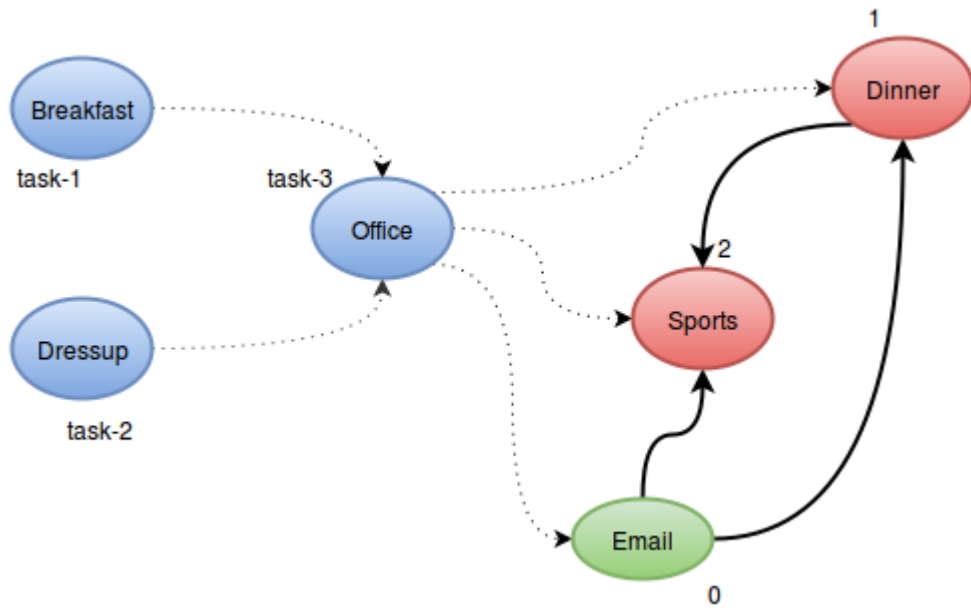 1
Dinner
Breakfast
task-1
task-3
Office
2
Sports
Dressup
task-2
Email
0